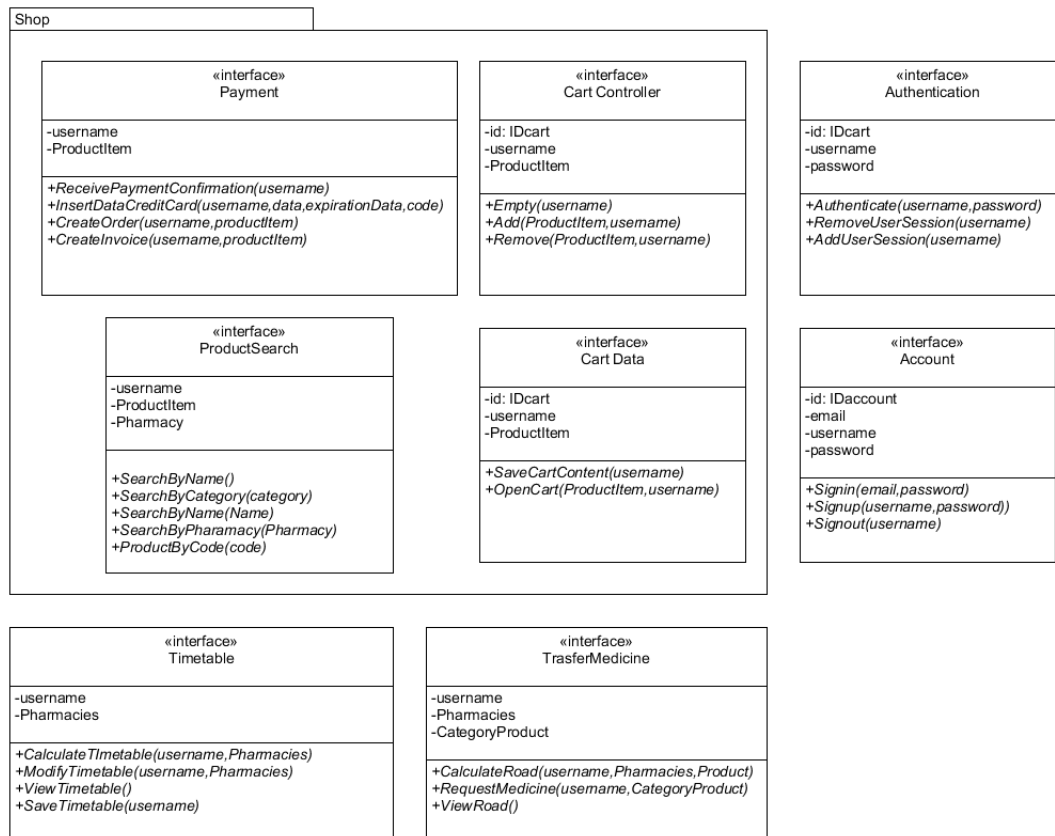 Shop
«interface»
Payment
-username
-ProductItem
+ReceivePaymentConfirmation(username)
+InsertDataCreditCard(username,data,expirationData,code)
+CreateOrder(username,productItem)
+CreateInvoice(username,productItem)
«interface»
Cart Controller
-id: IDcart
-username
-ProductItem
+Empty(username)
+Add(ProductItem,username)
+Remove(ProductItem,username)
«interface»
Authentication
-id: IDcart
-username
-password
+Authenticate(username,password)
+RemoveUserSession(username)
+AddUserSession(username)
«interface»
ProductSearch
-username
-ProductItem
-Pharmacy
+SearchByName()
+SearchByCategory(category)
+SearchByName(Name)
+SearchByPharamacy(Pharmacy)
+ProductByCode(code)
«interface»
Cart Data
-id: IDcart
-username
-ProductItem
+SaveCartContent(username)
+OpenCart(ProductItem,username)
«interface»
Account
-id: IDaccount
-email
-username
-password
+Signin(email,password)
+Signup(username,password))
+Signout(username)
«interface»
Timetable
-username
-Pharmacies
+CalculateTImetable(username,Pharmacies)
+ModifyTimetable(username,Pharmacies)
+ViewTimetable()
+SaveTimetable(username)
«interface»
TrasferMedicine
-username
-Pharmacies
-CategoryProduct
+CalculateRoad(username,Pharmacies,Product)
+RequestMedicine(username,CategoryProduct)
+ViewRoad()